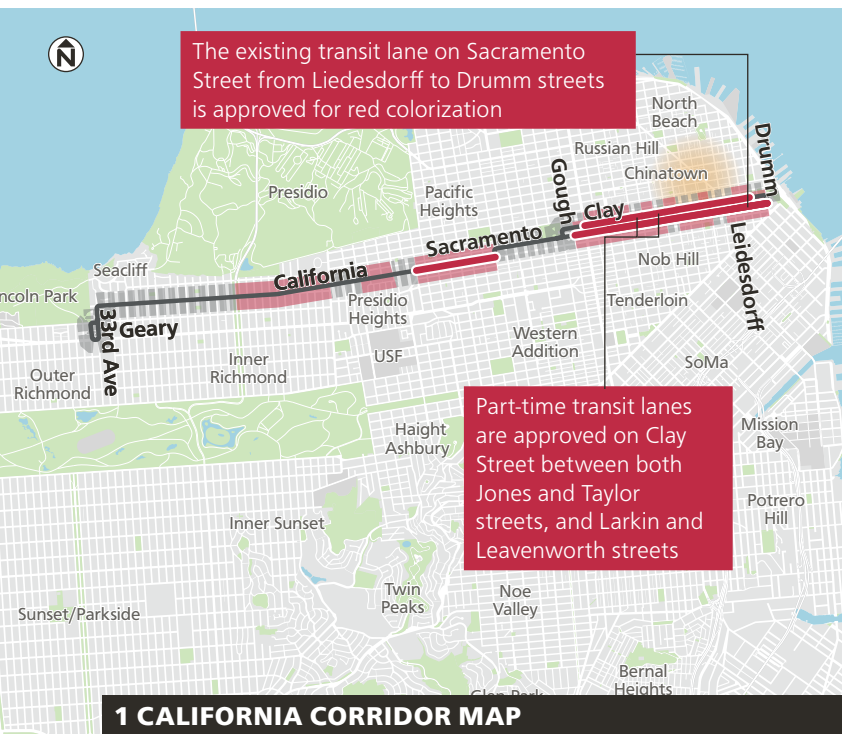 N
The existing transit lane on Sacramento
Street from Liedesdorff to Drumm streets
is approved for red colorization
North
Beach
Russian Hill
Chinatown
Drumm
Presidio
Pacific
Heights
Gough
Clay
Sacramento
Leidesdorff
Nob Hill
Seacliff
California
ncoln Park
Presidio
Heights
Tenderloin
33rd Ave
Geary
Western
Addition
USF
Inner
Richmond
SoMa
Outer
Richmond
Part-time transit lanes
are approved on Clay
Street between both
Jones and Taylor
streets, and Larkin and
Leavenworth streets
Haight
Ashbury
Mission
Bay
Potrero
Hill
Inner Sunset
Twin
Peaks
Noe
Valley
Sunset/Parkside
Bernal
Heights
Glen Park
1 CALIFORNIA CORRIDOR MAP